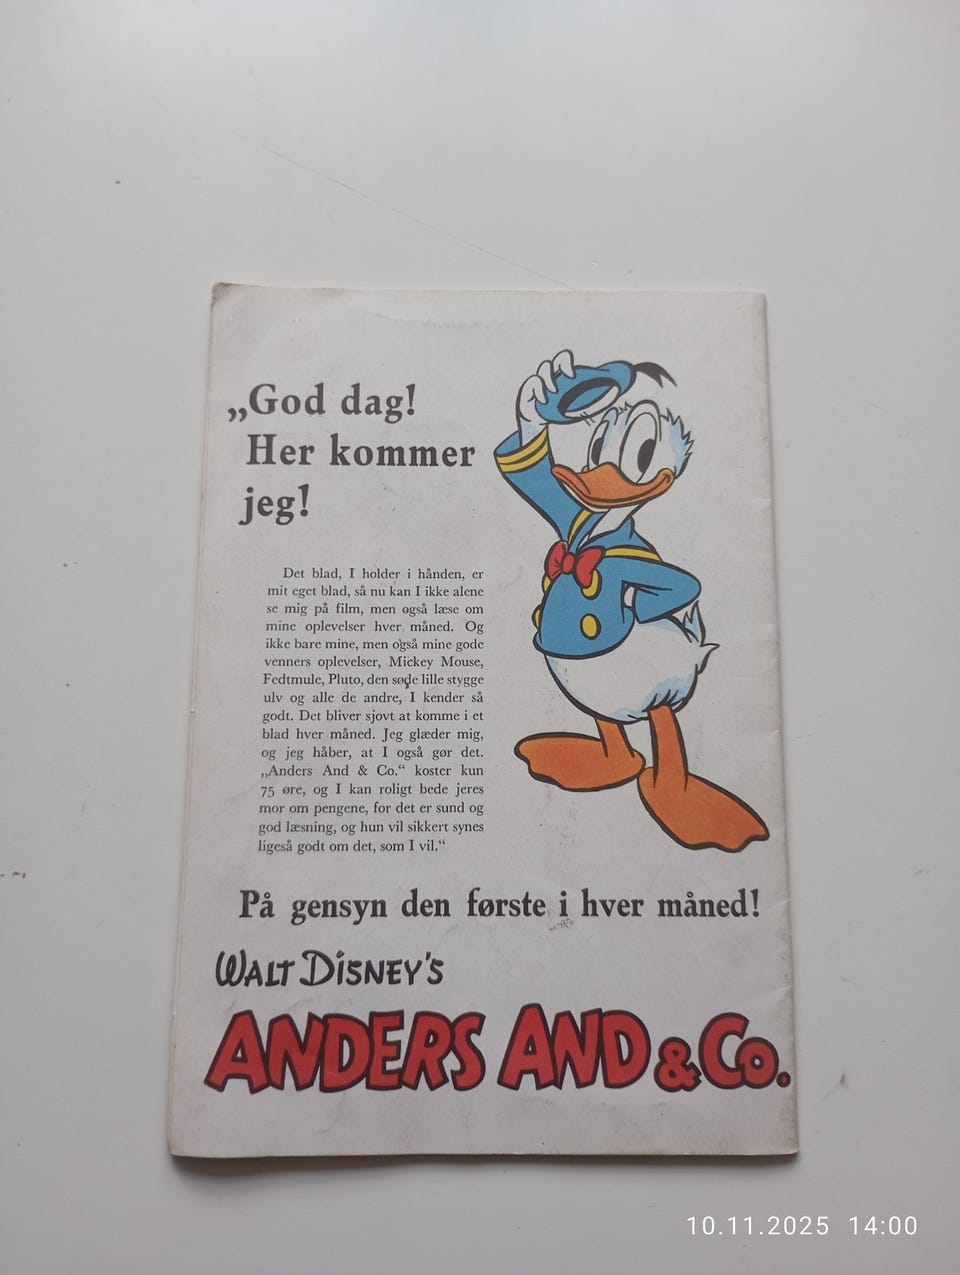 „God dag!
Her kommer
jeg!
Det blad, I holder i hånden, er
mit eget blad, så nu kan I ikke alene
se mig på film, men også læse om
mine oplevelser hver måned. Og
ikke bare mine, men også mine gode
venners oplevelser, Mickey Mouse,
Fedtmule, Pluto, den søde lille stygge
ulv og alle de andre, I kender så
godt. Det bliver sjovt at komme i et
blad hver måned. Jeg glæder mig,
og jeg håber, at I også gør det.
„Anders And & Co.“ koster kun
75 øre, og I kan roligt bede jeres
mor om pengene, for det er sund og
god læsning, og hun vil sikkert synes
ligeså godt om det, som I vil.“
På gensyn den første i hver måned!
WALT DISNEY'S
ANDERS AND & Co.
10.11.2025 14:00